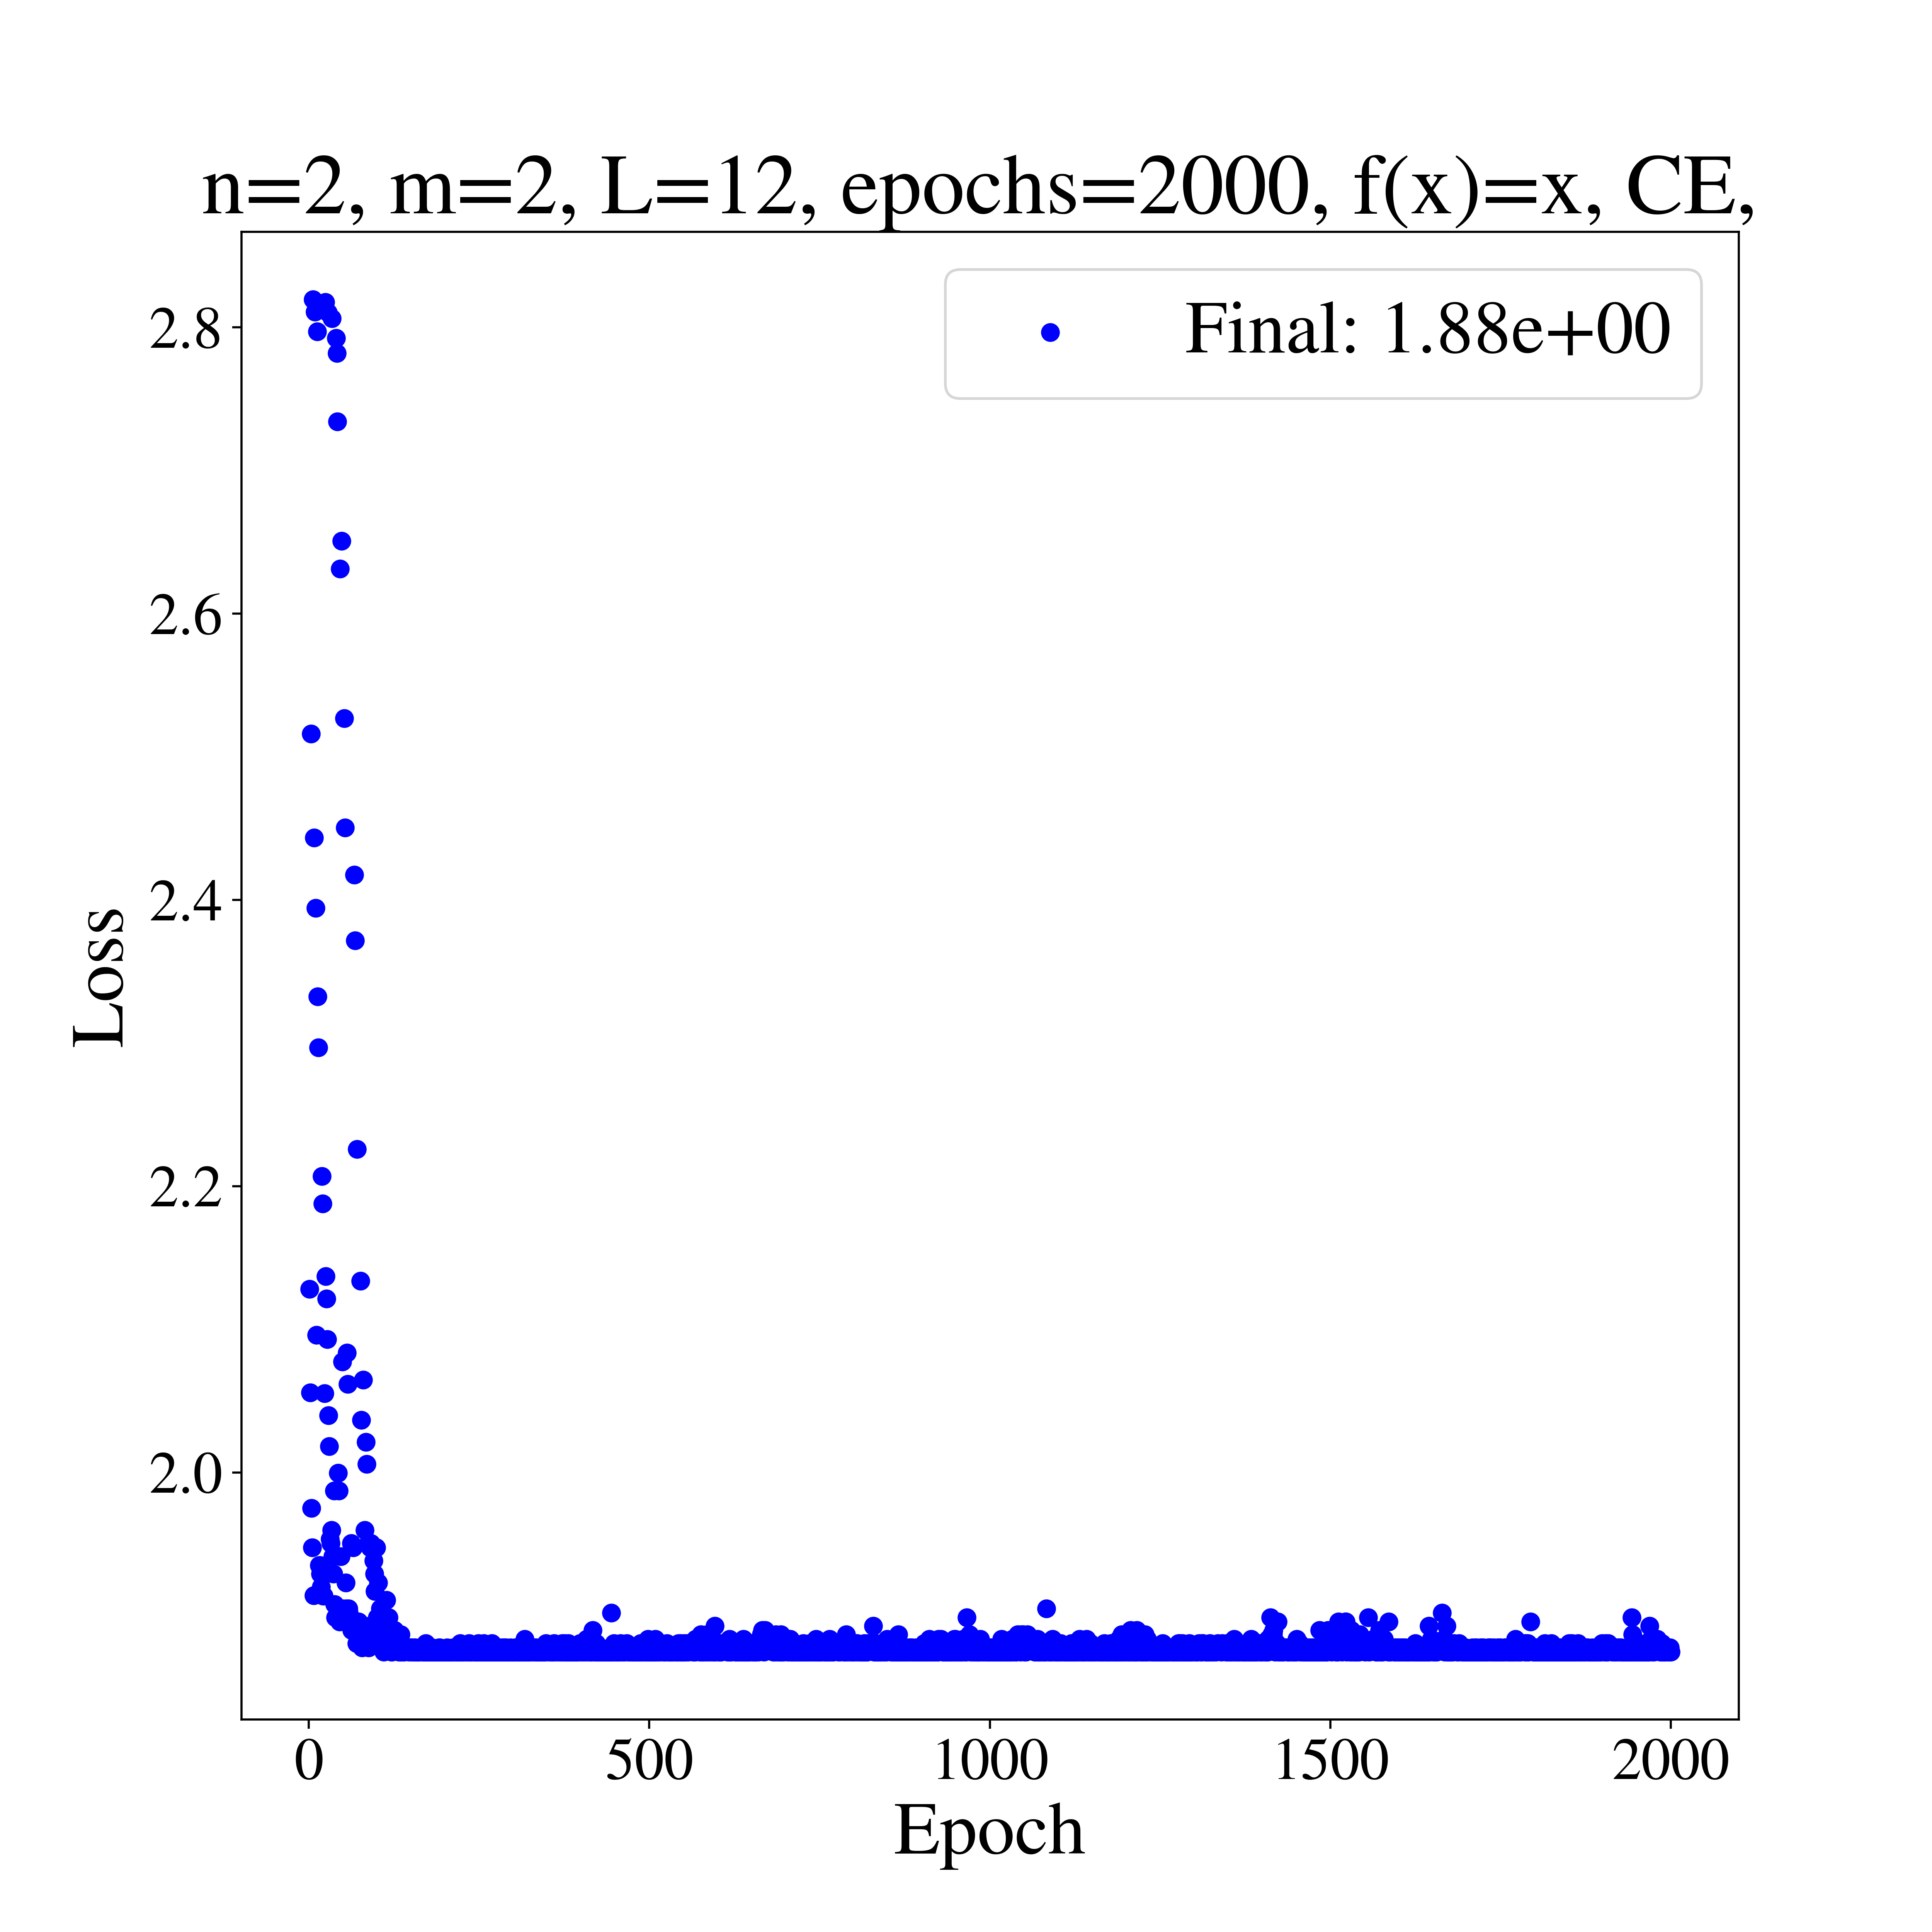 n=2, m=2, L=12, epochs=2000, f(x)=x, CE,
Final: 1.88e+00
2.8
2.6
2.4
2.2
2.0
Loss
0 500 1000 1500 2000
Epoch